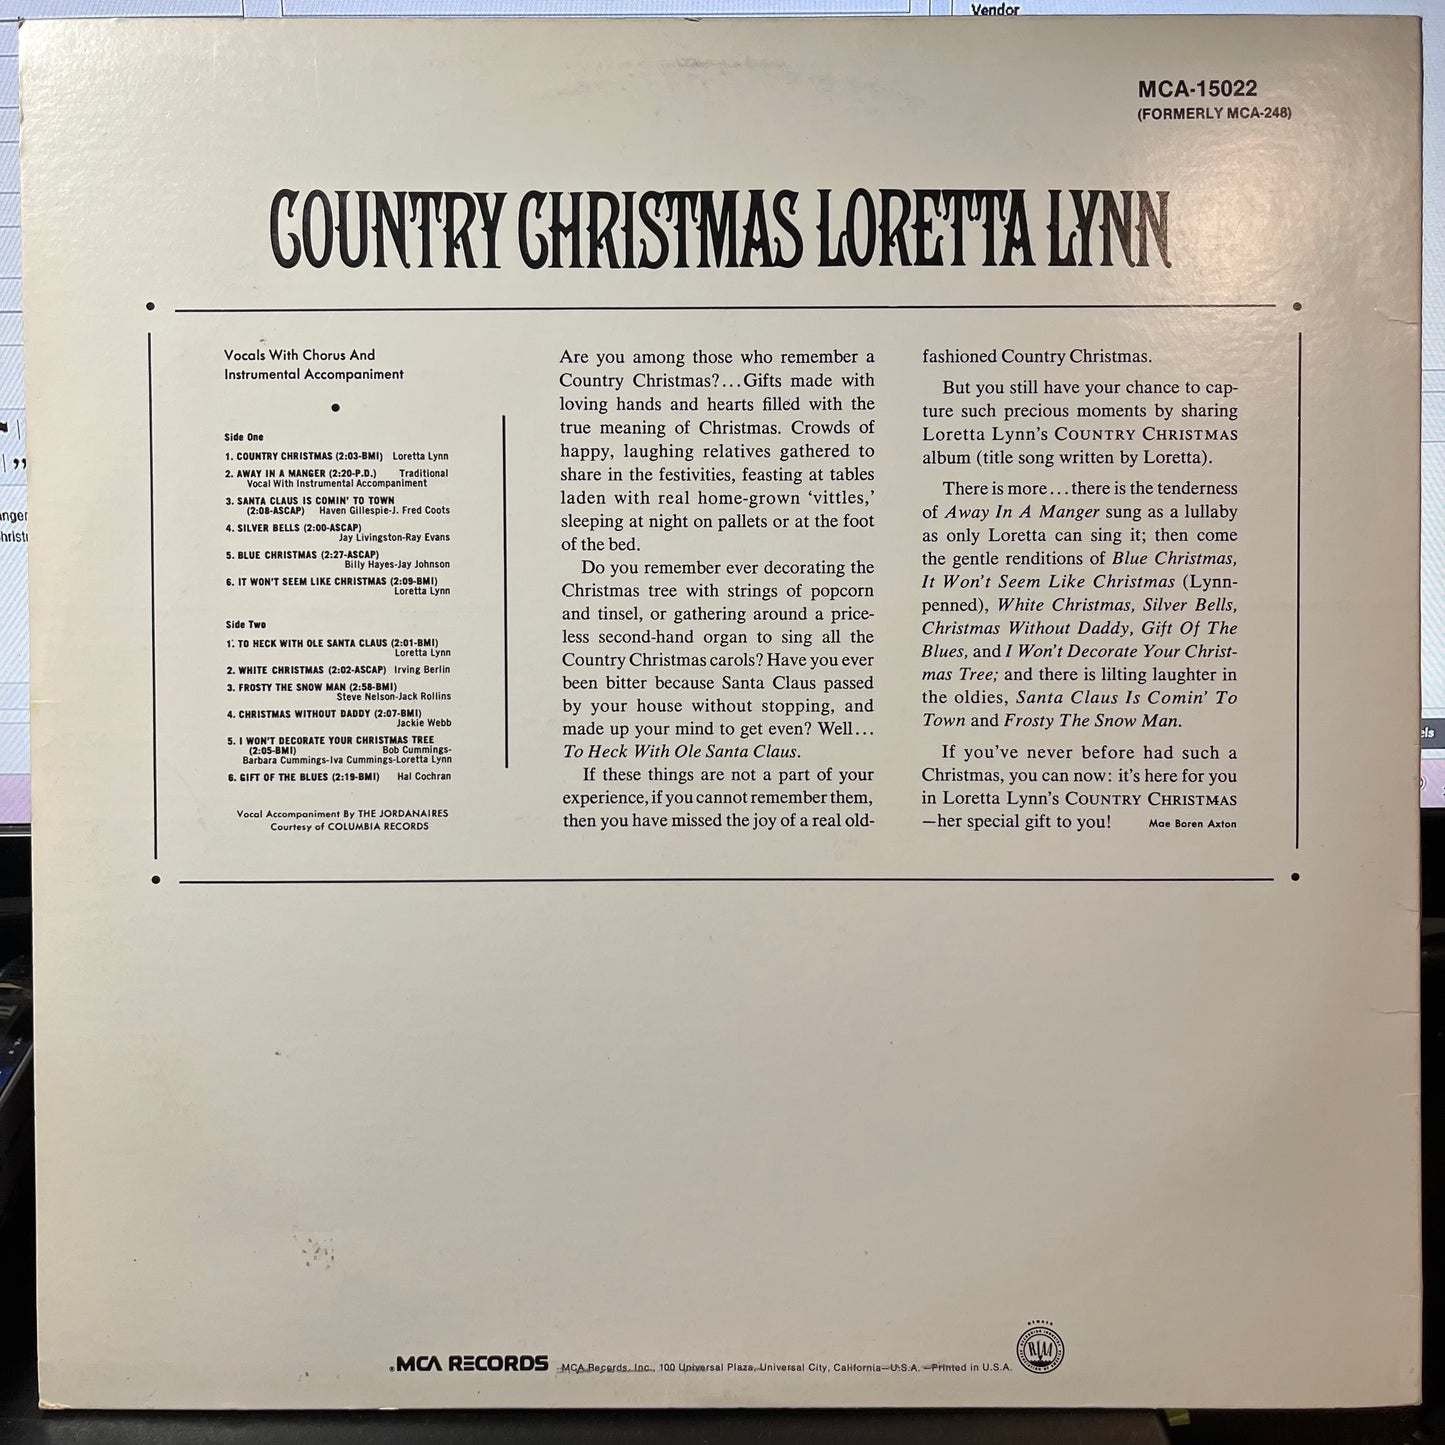 Vendor
MCA-15022
(FORMERLY MCA-248)
COUNTRY CHRISTMAS LORETTA LYNN
Vocals With Chorus And
Instrumental Accompaniment
Side One
1. COUNTRY CHRISTMAS (2:03-BMI) Loretta Lynn
2. AWAY IN A MANGER (2:20-P.D.) Traditional
Vocal With Instrumental Accompaniment
3. SANTA CLAUS IS COMIN' TO TOWN
(2:08-ASCAP) Haven Gillespie-J. Fred Coots
4. SILVER BELLS (2:00-ASCAP)
Jay Livingston-Ray Evans
5. BLUE CHRISTMAS (2:27-ASCAP)
Billy Hayes-Jay Johnson
6. IT WON'T SEEM LIKE CHRISTMAS (2:09-BMI)
Loretta Lynn
Side Two
1. TO HECK WITH OLE SANTA CLAUS (2:01-BMI)
Loretta Lynn
2. WHITE CHRISTMAS (2:02-ASCAP) Irving Berlin
3. FROSTY THE SNOW MAN (2:58-BMI)
Steve Nelson-Jack Rollins
4. CHRISTMAS WITHOUT DADDY (2:07-BMI)
Jackie Webb
5. I WON'T DECORATE YOUR CHRISTMAS TREE
(2:05-BMI) Bob Cummings-
Barbara Cummings-Iva Cummings-Loretta Lynn
6. GIFT OF THE BLUES (2:19-BMI) Hal Cochran
Vocal Accompaniment By THE JORDANAIRES
Courtesy of COLUMBIA RECORDS
Are you among those who remember a
Country Christmas?...Gifts made with
loving hands and hearts filled with the
true meaning of Christmas. Crowds of
happy, laughing relatives gathered to
share in the festivities, feasting at tables
laden with real home-grown 'vittles,'
sleeping at night on pallets or at the foot
of the bed.
Do you remember ever decorating the
Christmas tree with strings of popcorn
and tinsel, or gathering around a price-
less second-hand organ to sing all the
Country Christmas carols? Have you ever
been bitter because Santa Claus passed
by your house without stopping, and
made up your mind to get even? Well...
To Heck With Ole Santa Claus.
If these things are not a part of your
experience, if you cannot remember them,
then you have missed the joy of a real old-
fashioned Country Christmas.
But you still have your chance to cap-
ture such precious moments by sharing
Loretta Lynn's COUNTRY CHRISTMAS
album (title song written by Loretta).
There is more...there is the tenderness
of Away In A Manger sung as a lullaby
as only Loretta can sing it; then come
the gentle renditions of Blue Christmas,
It Won't Seem Like Christmas (Lynn-
penned), White Christmas, Silver Bells,
Christmas Without Daddy, Gift Of The
Blues, and I Won't Decorate Your Christ-
mas Tree; and there is lilting laughter in
the oldies, Santa Claus Is Comin' To
Town and Frosty The Snow Man.
If you've never before had such a
Christmas, you can now: it's here for you
in Loretta Lynn's COUNTRY CHRISTMAS
—her special gift to you! Mae Boren Axton
MCA RECORDS MCA Records, Inc., 100 Universal Plaza, Universal City, California—U.S.A.—Printed in U.S.A.
MEMBER
RIAA